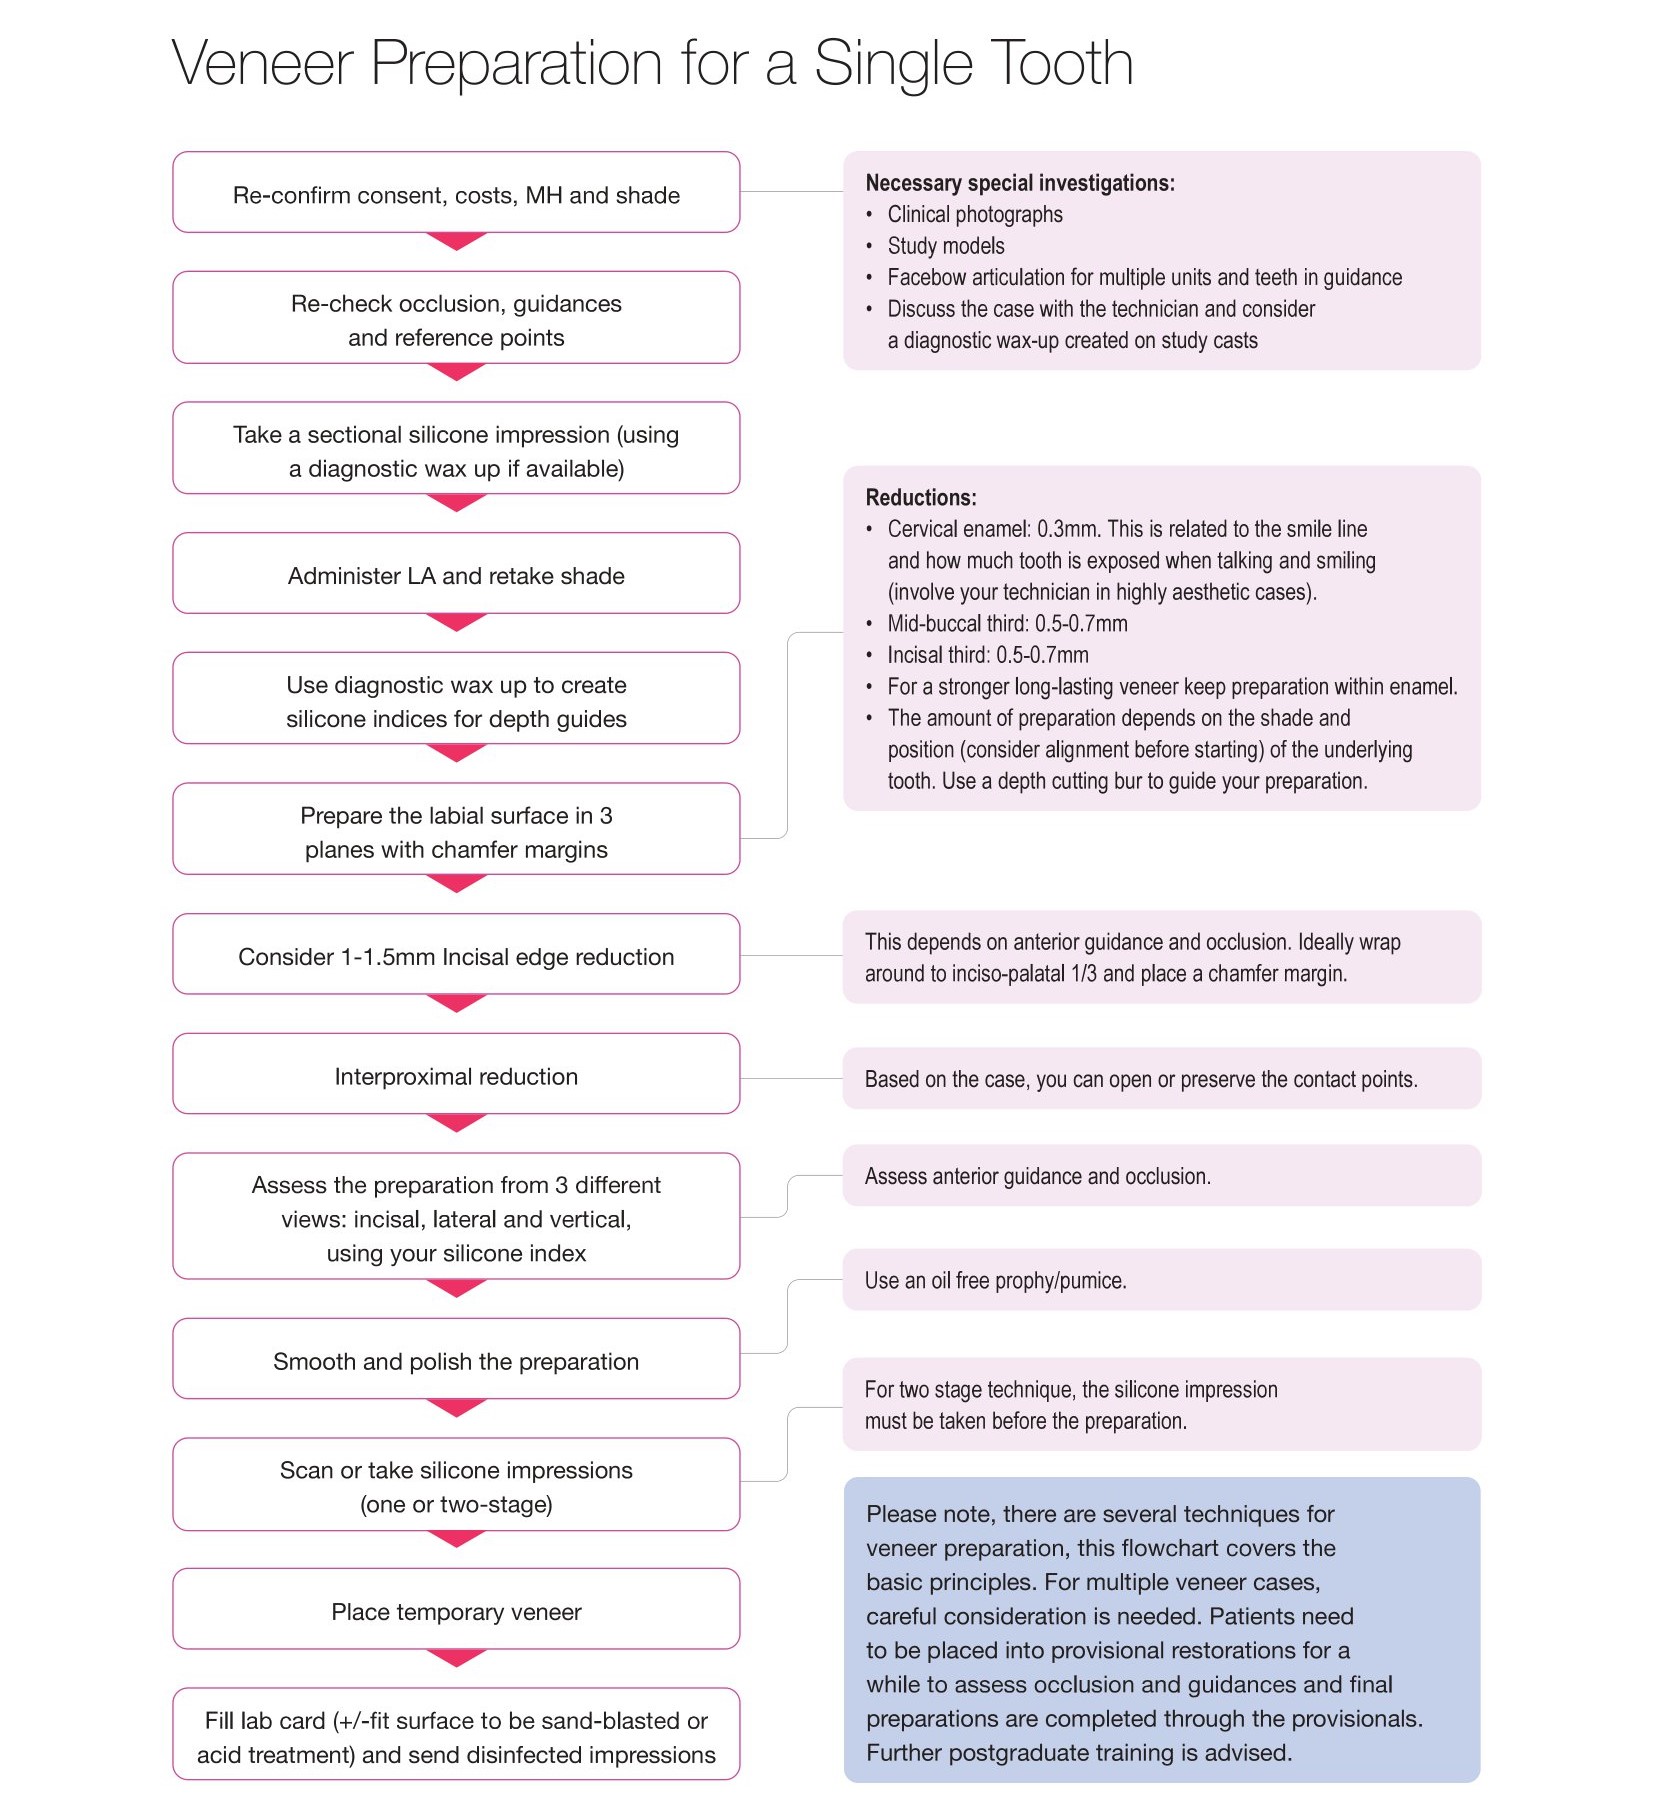 Veneer Preparation for a Single Tooth
Re-confirm consent, costs, MH and shade
Necessary special investigations:
• Clinical photographs
• Study models
• Facebow articulation for multiple units and teeth in guidance
• Discuss the case with the technician and consider
a diagnostic wax-up created on study casts
Re-check occlusion, guidances
and reference points
Take a sectional silicone impression (using
a diagnostic wax up if available)
Administer LA and retake shade
Use diagnostic wax up to create
silicone indices for depth guides
Prepare the labial surface in 3
planes with chamfer margins
Reductions:
• Cervical enamel: 0.3mm. This is related to the smile line
and how much tooth is exposed when talking and smiling
(involve your technician in highly aesthetic cases).
• Mid-buccal third: 0.5-0.7mm
• Incisal third: 0.5-0.7mm
• For a stronger long-lasting veneer keep preparation within enamel.
• The amount of preparation depends on the shade and
position (consider alignment before starting) of the underlying
tooth. Use a depth cutting bur to guide your preparation.
Consider 1-1.5mm Incisal edge reduction
This depends on anterior guidance and occlusion. Ideally wrap
around to inciso-palatal 1/3 and place a chamfer margin.
Interproximal reduction
Based on the case, you can open or preserve the contact points.
Assess the preparation from 3 different
views: incisal, lateral and vertical,
using your silicone index
Assess anterior guidance and occlusion.
Smooth and polish the preparation
Use an oil free prophy/pumice.
Scan or take silicone impressions
(one or two-stage)
For two stage technique, the silicone impression
must be taken before the preparation.
Place temporary veneer
Fill lab card (+/-fit surface to be sand-blasted or
acid treatment) and send disinfected impressions
Please note, there are several techniques for
veneer preparation, this flowchart covers the
basic principles. For multiple veneer cases,
careful consideration is needed. Patients need
to be placed into provisional restorations for a
while to assess occlusion and guidances and final
preparations are completed through the provisionals.
Further postgraduate training is advised.